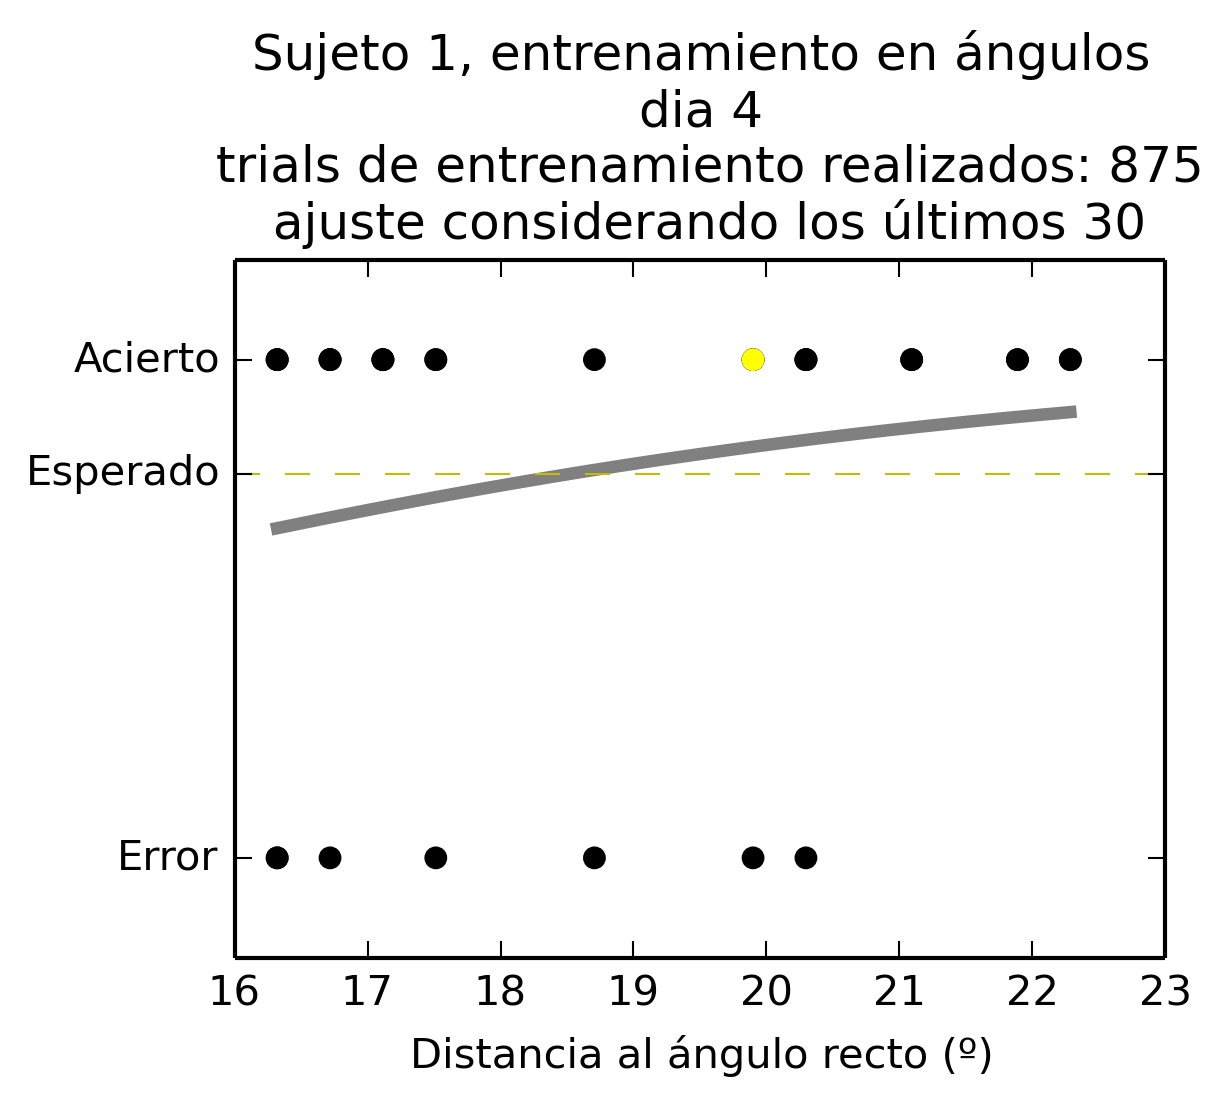 Sujeto 1, entrenamiento en ángulos
dia 4
trials de entrenamiento realizados: 875
ajuste considerando los últimos 30
Acierto
Esperado
Error
16 17 18 19 20 21 22 23
Distancia al ángulo recto (º)